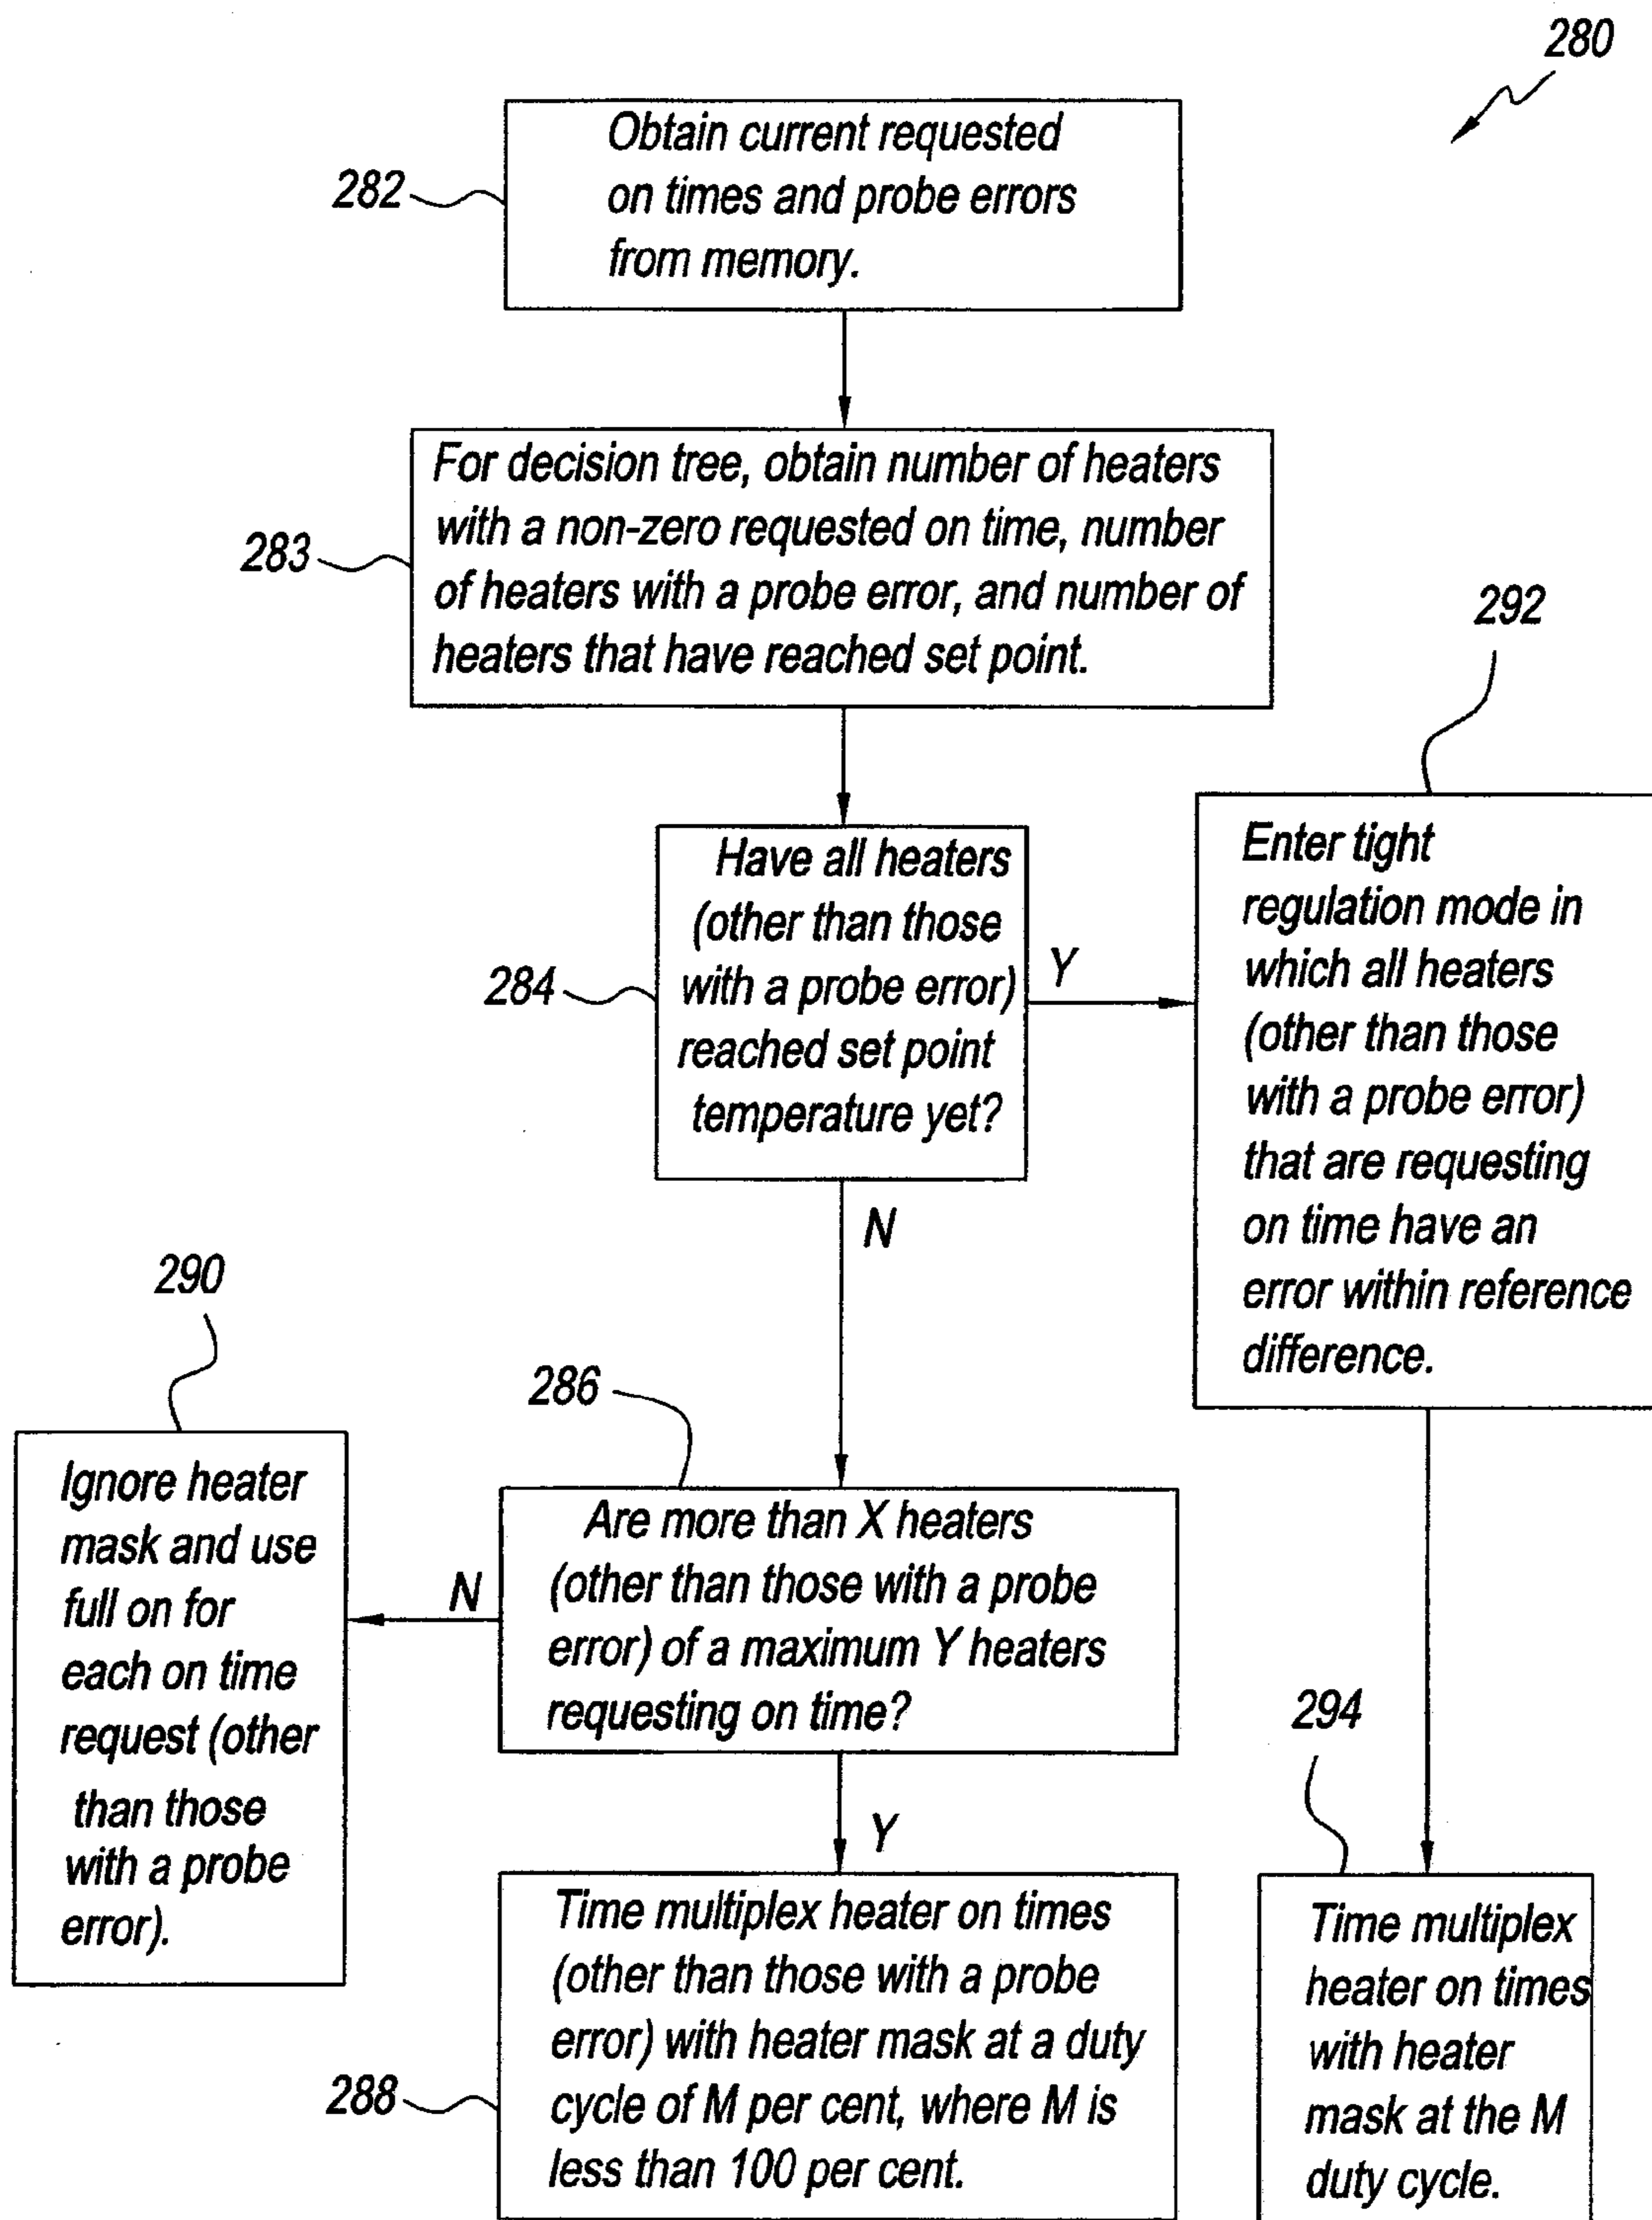 280
282
Obtain current requested
on times and probe errors
from memory.
283
For decision tree, obtain number of heaters
with a non-zero requested on time, number
of heaters with a probe error, and number of
heaters that have reached set point.
284
Have all heaters
(other than those
with a probe error)
reached set point
temperature yet?
Y
N
292
Enter tight
regulation mode in
which all heaters
(other than those
with a probe error)
that are requesting
on time have an
error within reference
difference.
290
Ignore heater
mask and use
full on for
each on time
request (other
than those
with a probe
error).
286
Are more than X heaters
(other than those with a probe
error) of a maximum Y heaters
requesting on time?
N
Y
288
Time multiplex heater on times
(other than those with a probe
error) with heater mask at a duty
cycle of M per cent, where M is
less than 100 per cent.
294
Time multiplex
heater on times
with heater
mask at the M
duty cycle.